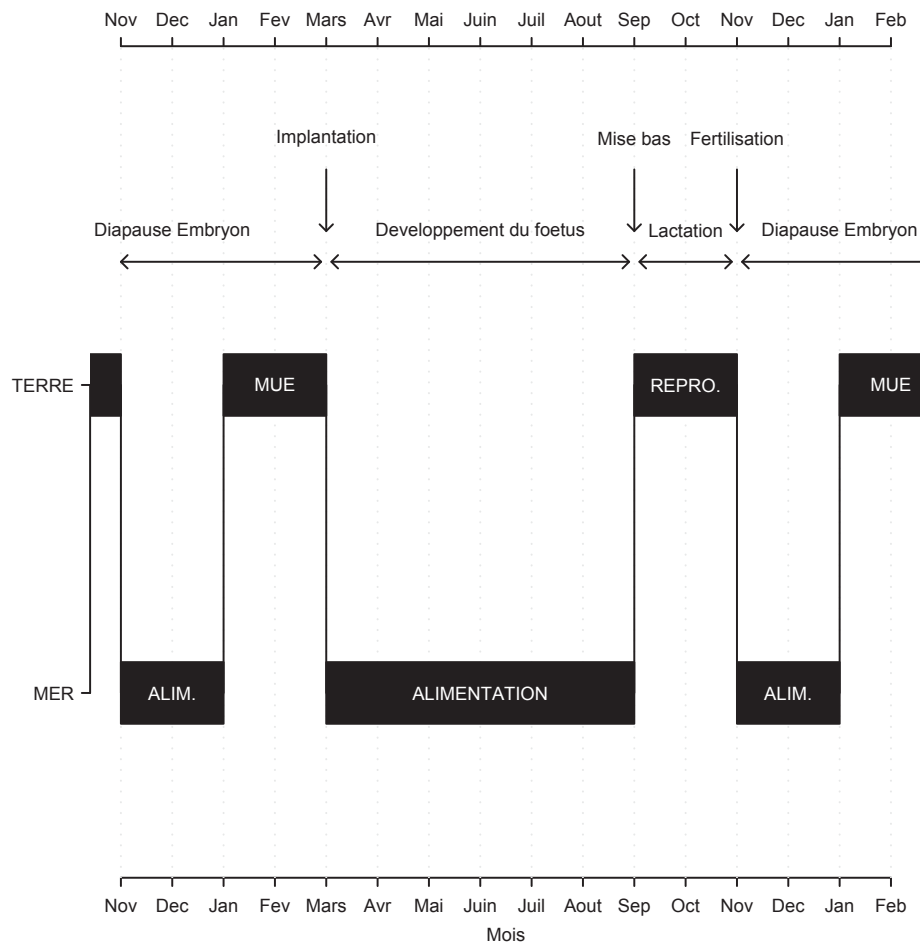 Nov Dec Jan Fev Mars Avr Mai Juin Juil Aout Sep Oct Nov Dec Jan Feb
Implantation Mise bas Fertilisation
Diapause Embryon Developpement du foetus Lactation Diapause Embryon
TERRE MUE REPRO. MUE
MER ALIM. ALIMENTATION ALIM.
Nov Dec Jan Fev Mars Avr Mai Juin Juil Aout Sep Oct Nov Dec Jan Feb
Mois